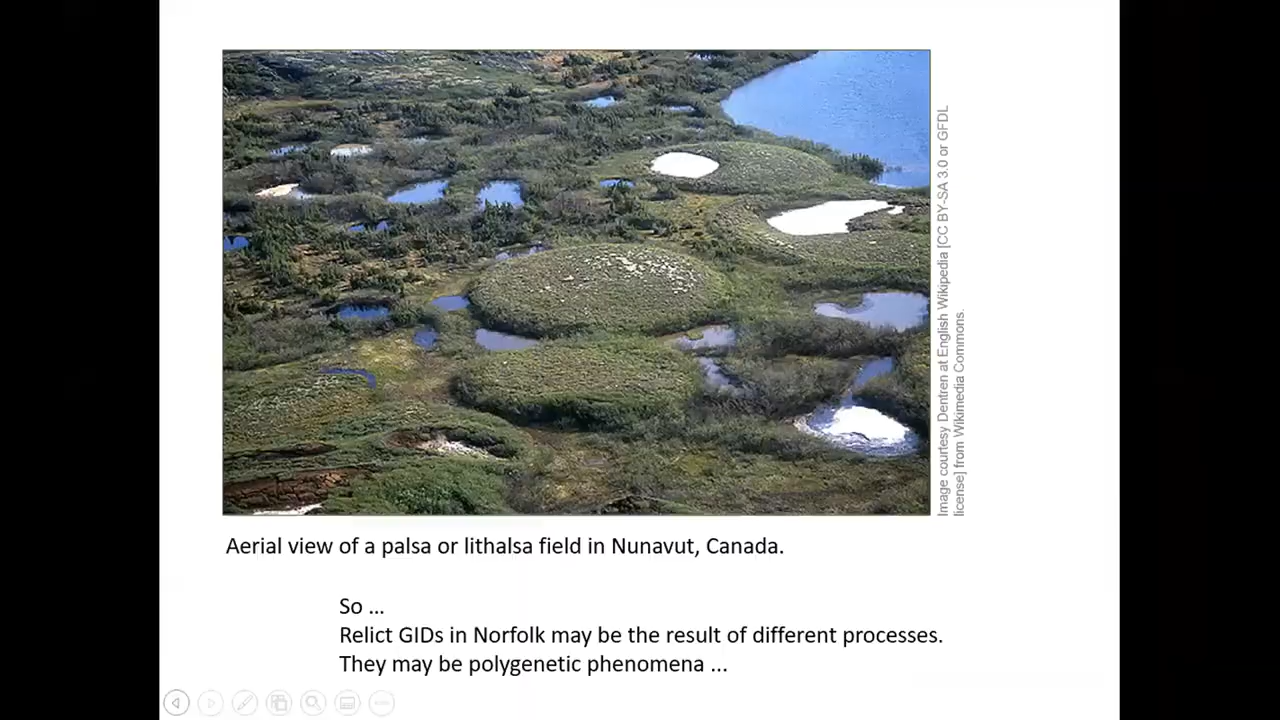 Image courtesy Dentren at English Wikipedia [CC BY-SA 3.0 or GFDL
license] from Wikimedia Commons.
Aerial view of a palsa or lithalsa field in Nunavut, Canada.
So ...
Relict GIDs in Norfolk may be the result of different processes.
They may be polygenetic phenomena ...